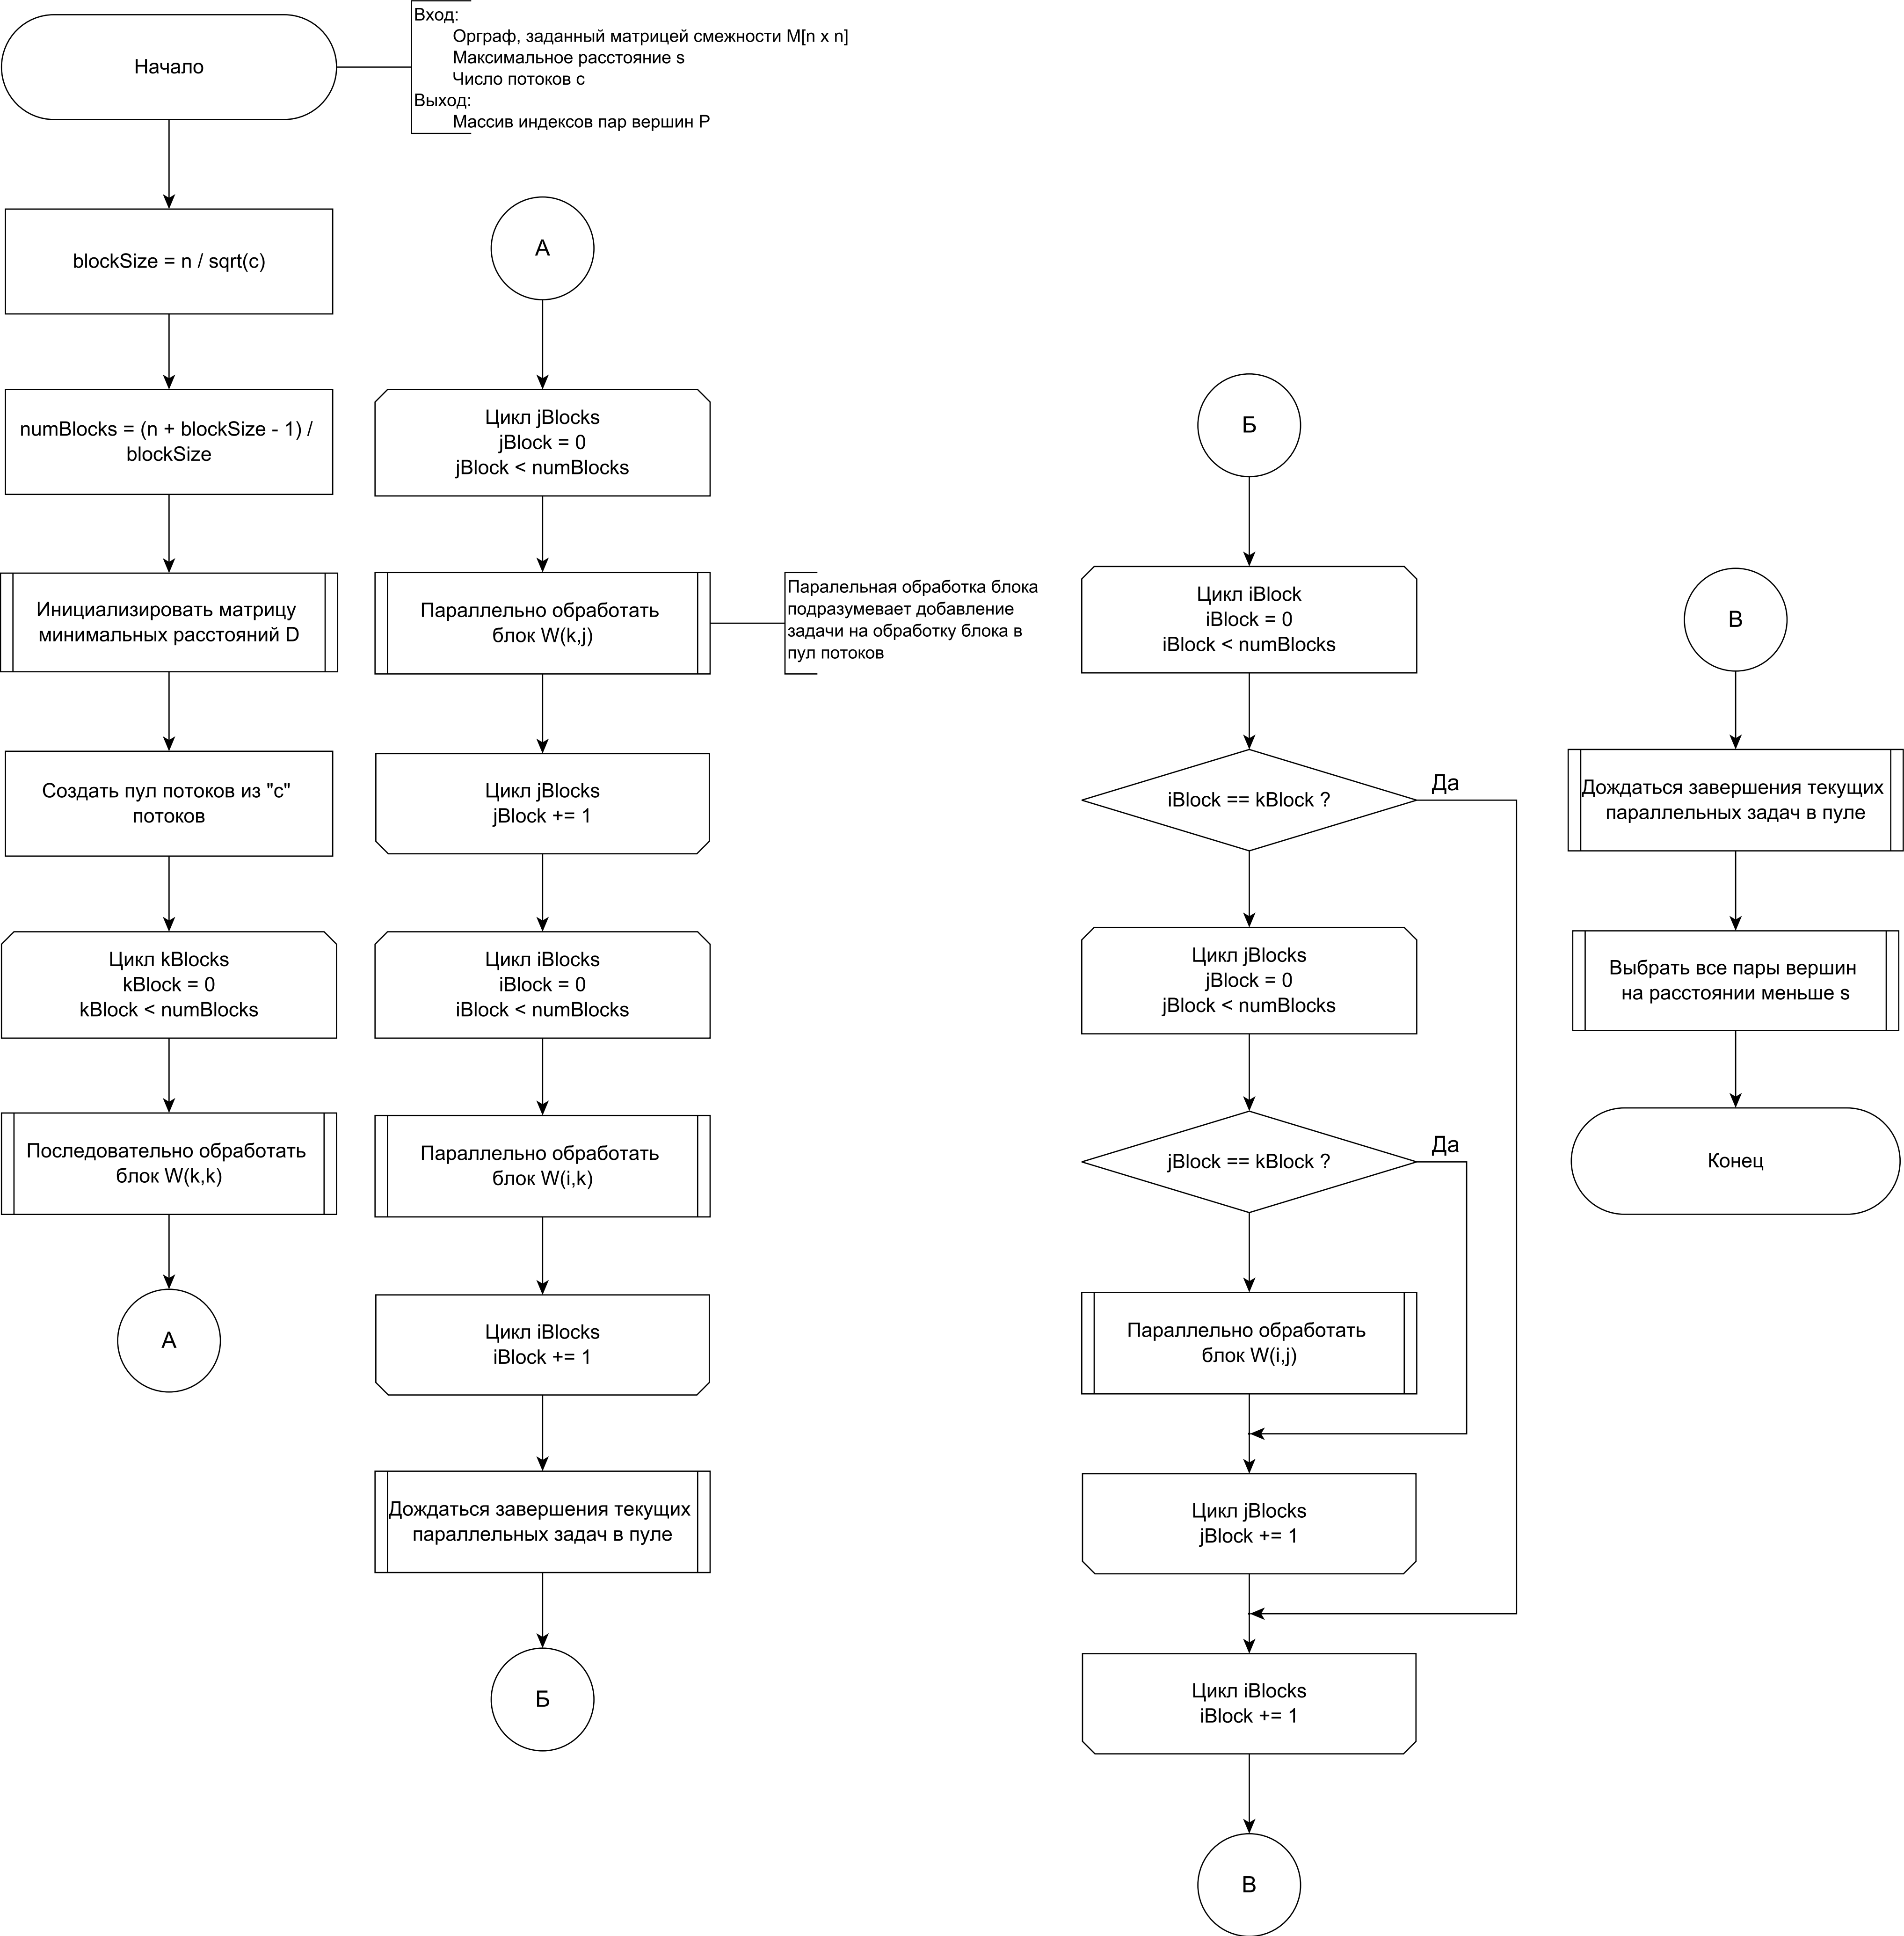 Начало
Вход:
Орграф, заданный матрицей смежности M[n x n]
Максимальное расстояние s
Число потоков c
Выход:
Массив индексов пар вершин P
blockSize = n / sqrt(c)
numBlocks = (n + blockSize - 1) /
blockSize
Инициализировать матрицу
минимальных расстояний D
Создать пул потоков из "c"
потоков
Цикл kBlocks
kBlock = 0
kBlock < numBlocks
Последовательно обработать
блок W(k,k)
А
А
Цикл jBlocks
jBlock = 0
jBlock < numBlocks
Параллельно обработать
блок W(k,j)
Паралельная обработка блока
подразумевает добавление
задачи на обработку блока в
пул потоков
Цикл jBlocks
jBlock += 1
Цикл iBlocks
iBlock = 0
iBlock < numBlocks
Параллельно обработать
блок W(i,k)
Цикл iBlocks
iBlock += 1
Дождаться завершения текущих
параллельных задач в пуле
Б
Б
Цикл iBlock
iBlock = 0
iBlock < numBlocks
iBlock == kBlock ?
Да
Цикл jBlocks
jBlock = 0
jBlock < numBlocks
jBlock == kBlock ?
Да
Параллельно обработать
блок W(i,j)
Цикл jBlocks
jBlock += 1
Цикл iBlocks
iBlock += 1
В
В
Дождаться завершения текущих
параллельных задач в пуле
Выбрать все пары вершин
на расстоянии меньше s
Конец